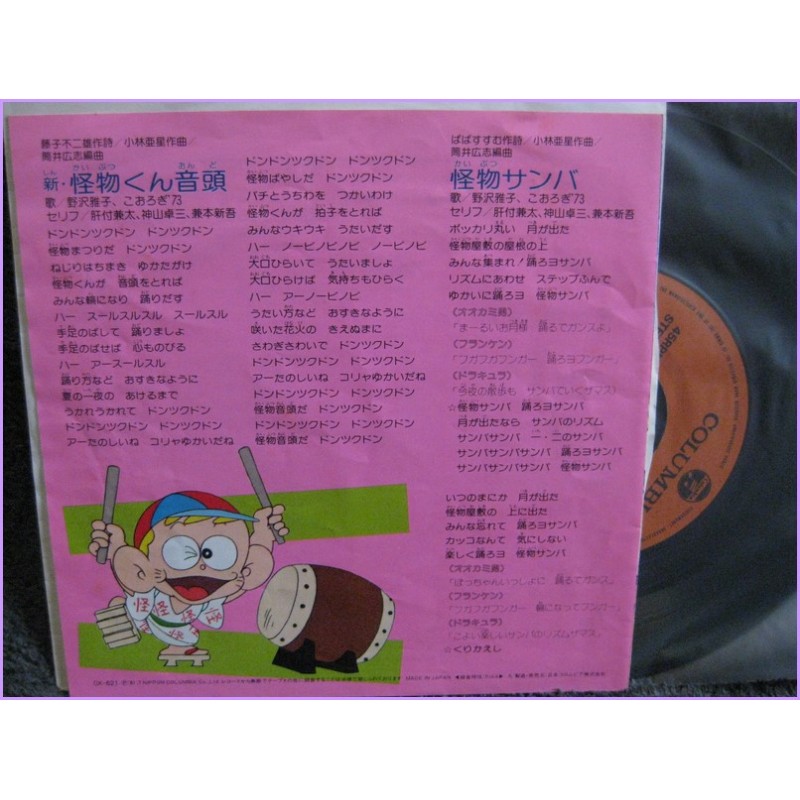 藤子不二雄作詩/小林亜星作曲/
筒井広志編曲
しん かいぶつ おんど
新・怪物くん音頭
歌/野沢雅子、こおろぎ'73
セリフ/肝付兼太、神山卓三、兼本新吾
ドンドンツクドン ドンツクドン
怪物まつりだ ドンツクドン
ねじりはちまき ゆかたがけ
怪物くんが 音頭をとれば
みんな輪になり 踊りだす
ハー スールスルスル スールスル
手足のばして 踊りましょ
手足のばせば 心ものびる
ハー アースールスル
踊り方など おすきなように
夏の一夜の あけるまで
うかれうかれて ドンツクドン
ドンドンツクドン ドンツクドン
アーたのしいね コリャゆかいだね
ドンドンツクドン ドンツクドン
怪物ばやしだ ドンツクドン
バチとうちわを つかいわけ
怪物くんが 拍子をとれば
みんなウキウキ うたいだす
ハー ノービノビノビ ノービノビ
大口ひらいて うたいましょ
大口ひらけば 気持ちもひらく
ハー アーノービノビ
うたい方など おすきなように
咲いた花火の きえぬまに
さわぎさわいで ドンツクドン
ドンドンツクドン ドンツクドン
アーたのしいね コリャゆかいだね
ドンドンツクドン ドンツクドン
怪物音頭だ ドンツクドン
ドンドンツクドン ドンツクドン
怪物音頭だ ドンツクドン
ばばすすむ作詩/小林亜星作曲/
筒井広志編曲
かいぶつ
怪物サンバ
歌/野沢雅子、こおろぎ'73
セリフ/肝付兼太、神山卓三、兼本新吾
ポッカリ丸い 月が出た
怪物屋敷の屋根の上
みんな集まれ! 踊ろヨサンバ
リズムにあわせ ステップふんで
ゆかいに踊ろヨ 怪物サンバ
〈オオカミ男〉
「まーるいお月様 踊るでガンスよ」
〈フランケン〉
「フガフガフンガー 踊ろヨフンガー」
〈ドラキュラ〉
「今夜の散歩も サンバでいくザマス」
☆怪物サンバ 踊ろヨサンバ
月が出たなら サンバのリズム
サンバサンバ 一・二のサンバ
サンバサンバサンバ 踊ろヨサンバ
サンバサンバサンバ 怪物サンバ
いつのまにか 月が出た
怪物屋敷の 上に出た
みんな忘れて 踊ろヨサンバ
カッコなんて 気にしない
楽しく踊ろヨ 怪物サンバ
〈オオカミ男〉
「ぼっちゃんいっしょに 踊るでガンス」
〈フランケン〉
「フガフガフンガー 輪になってフンガー」
〈ドラキュラ〉
「こよい楽しいサンバのリズムザマス」
☆くりかえし
怪 怪 怪 怪
45RPM
STE
COLUMB
CK-621
MADE IN JAPAN